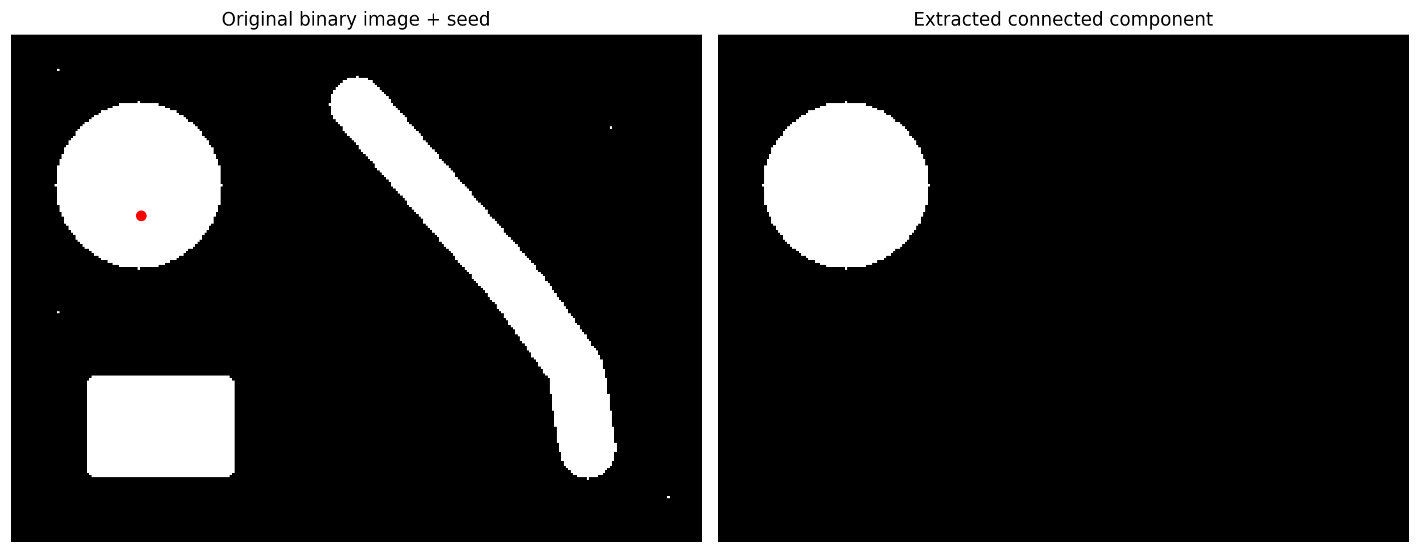 Original binary image + seed
Extracted connected component